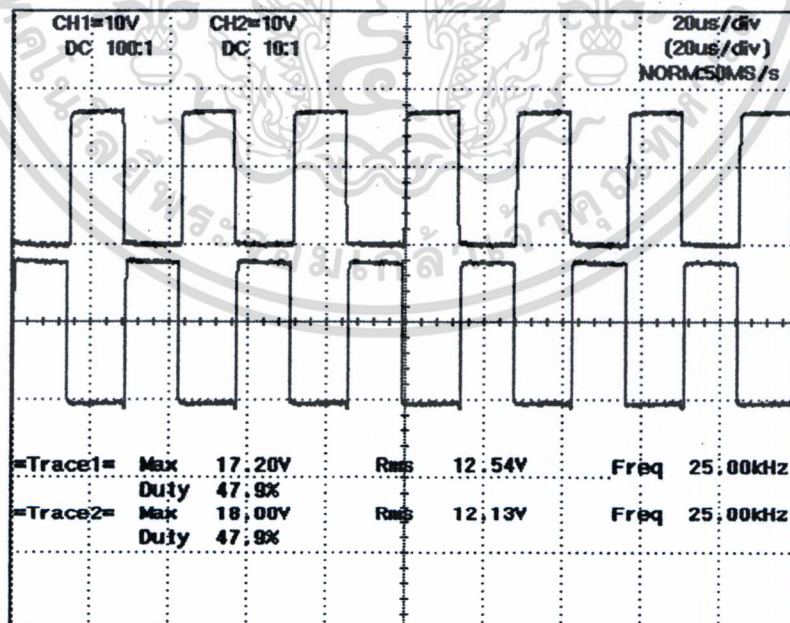 CH1=10V CH2=10V 20us/div
DC 100:1 DC 10:1 (20us/div)
NORM:50MS/s
=Trace1= Max 17.20V Rms 12.54V Freq 25.00kHz
Duty 47.9%
=Trace2= Max 18.00V Rms 12.13V Freq 25.00kHz
Duty 47.9%